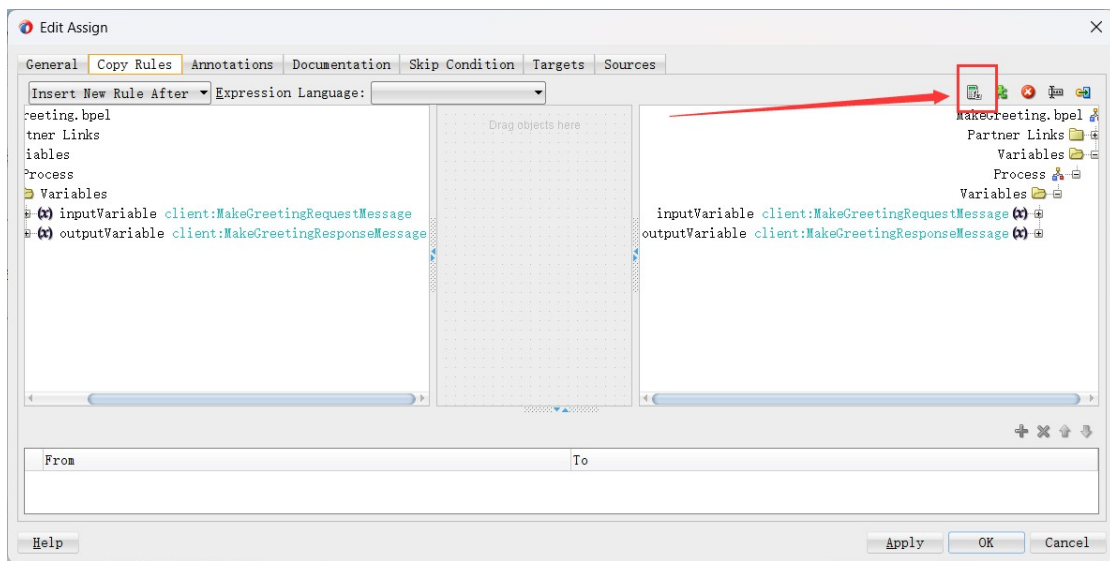 Edit Assign
General Copy Rules Annotations Documentation Skip Condition Targets Sources
Insert New Rule After Expression Language:
reeting.bpel
tner Links
iables
Process
Variables
(x) inputVariable client:MakeGreetingRequestMessage
(x) outputVariable client:MakeGreetingResponseMessage
Drag objects here
MakeGreeting.bpel
Partner Links
Variables
Process
Variables
inputVariable client:MakeGreetingRequestMessage (x)
outputVariable client:MakeGreetingResponseMessage (x)
From To
Help Apply OK Cancel